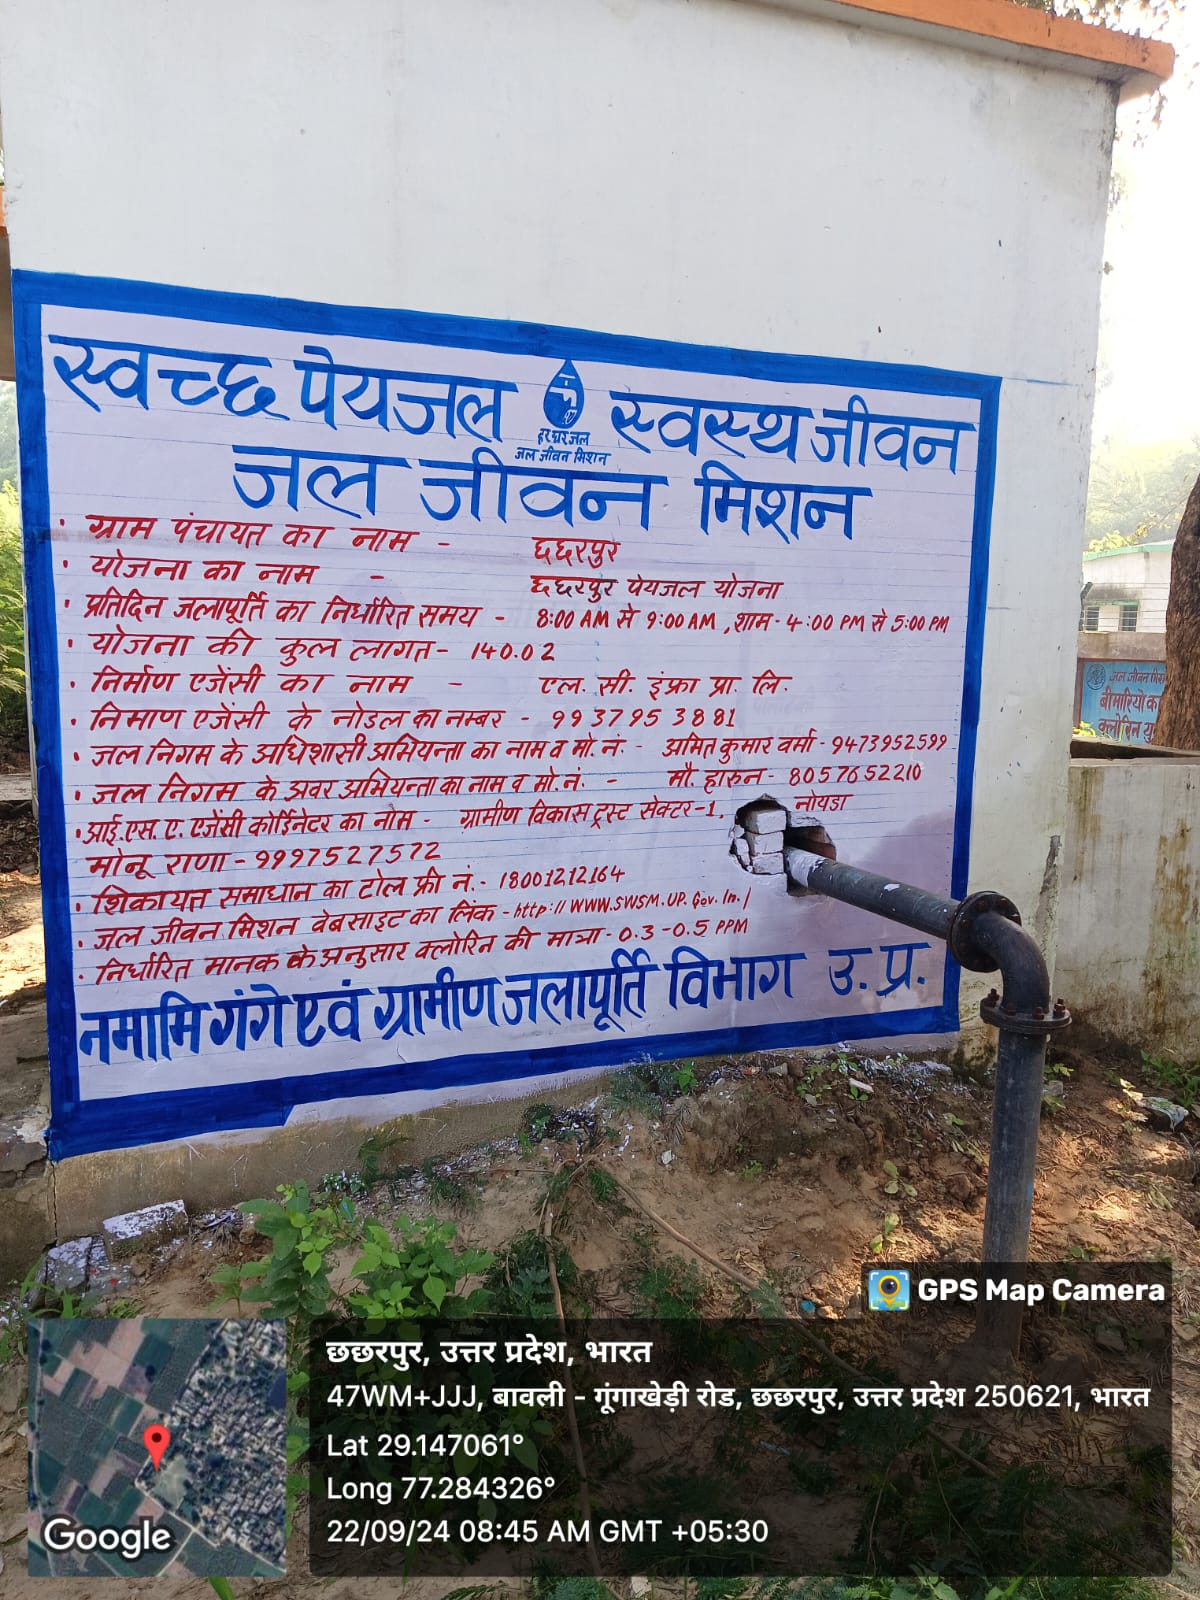 स्वच्छ पेयजल स्वस्थ जीवन
हर घर जल
जल जीवन मिशन
जल जीवन मिशन
• ग्राम पंचायत का नाम - छछरपुर
• योजना का नाम - छछरपुर पेयजल योजना
• प्रतिदिन जलापूर्ति का निर्धारित समय - 8:00 AM से 9:00 AM, शाम - 4:00 PM से 5:00 PM
• योजना की कुल लागत - 140.02
• निर्माण एजेंसी का नाम - एल. सी. इंफ्रा प्रा. लि.
• निमाण एजेंसी के नोडल का नम्बर - 9937953881
• जल निगम के अधिशासी अभियन्ता का नाम व मो. नं. - अमित कुमार वर्मा - 9473952599
• जल निगम के अवर अभियन्ता का नाम व मो. नं. - मौ. हारुन - 8057652210
• आई.एस.ए. एजेंसी कोर्डिनेटर का नोम - ग्रामीण विकास ट्रस्ट सेक्टर-1, नोयडा
मोनू राणा - 9997527572
• शिकायत समाधान का टोल फ्री नं. - 18001212164
• जल जीवन मिशन वेबसाइट का लिंक - http://WWW.SWSM.UP.Gov.In./
• निर्धारित मानक के अनुसार क्लोरिन की मात्रा - 0.3 - 0.5 PPM
नमामि गंगे एवं ग्रामीण जलापूर्ति विभाग उ. प्र.
जल जीवन
बीमारियों
क्लोरिन
GPS Map Camera
छछरपुर, उत्तर प्रदेश, भारत
47WM+JJJ, बावली - गूंगाखेड़ी रोड, छछरपुर, उत्तर प्रदेश 250621, भारत
Lat 29.147061°
Long 77.284326°
22/09/24 08:45 AM GMT +05:30
Google